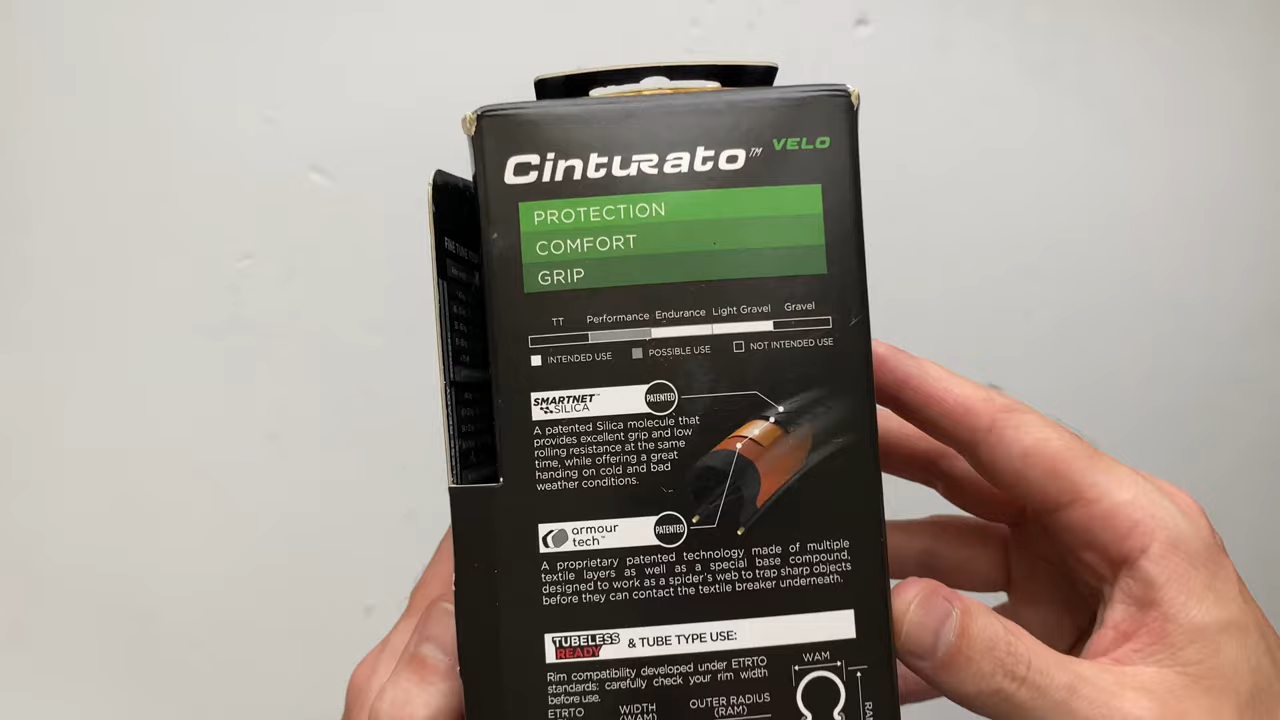 Cinturato™ VELO
PROTECTION
COMFORT
GRIP
TT Performance Endurance Light Gravel Gravel
INTENDED USE POSSIBLE USE NOT INTENDED USE
SMARTNET™
SILICA
PATENTED
A patented Silica molecule that
provides excellent grip and low
rolling resistance at the same
time, while offering a great
handing on cold and bad
weather conditions.
armour
tech™
PATENTED
A proprietary patented technology made of multiple
textile layers as well as a special base compound,
designed to work as a spider's web to trap sharp objects
before they can contact the textile breaker underneath.
TUBELESS
READY
& TUBE TYPE USE:
Rim compatibility developed under ETRTO
standards: carefully check your rim width
before use.
WAM
ETRTO WIDTH OUTER RADIUS
(WAM) (RAM)
FINE TUNE